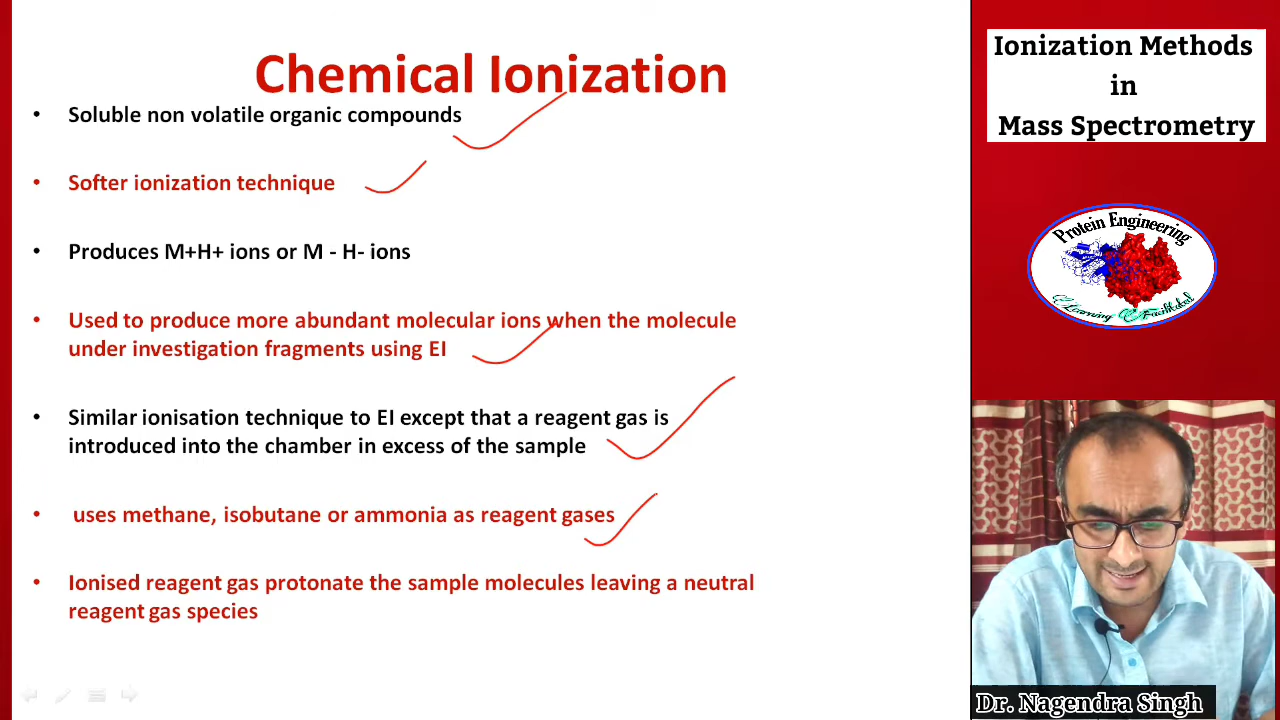 Chemical Ionization
• Soluble non volatile organic compounds
• Softer ionization technique
• Produces M+H+ ions or M - H- ions
• Used to produce more abundant molecular ions when the molecule
under investigation fragments using EI
• Similar ionisation technique to EI except that a reagent gas is
introduced into the chamber in excess of the sample
• uses methane, isobutane or ammonia as reagent gases
• Ionised reagent gas protonate the sample molecules leaving a neutral
reagent gas species
Ionization Methods
in
Mass Spectrometry
Protein Engineering
Learning Facilitated
Dr. Nagendra Singh